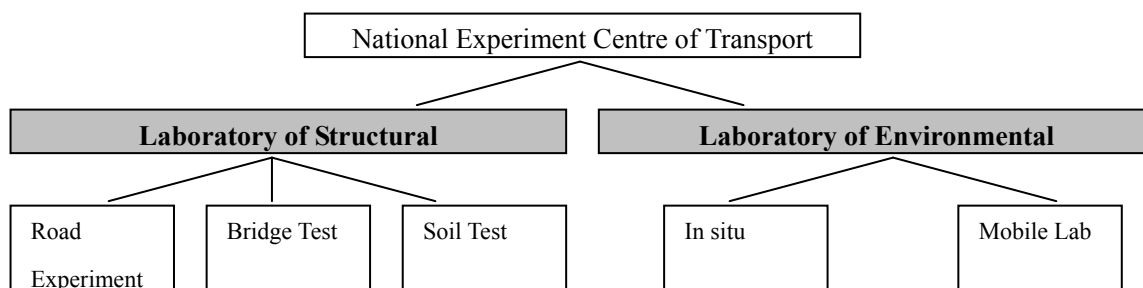 National Experiment Centre of Transport
Laboratory of Structural
Laboratory of Environmental
Road
Experiment
Bridge Test
Soil Test
In situ
Mobile Lab